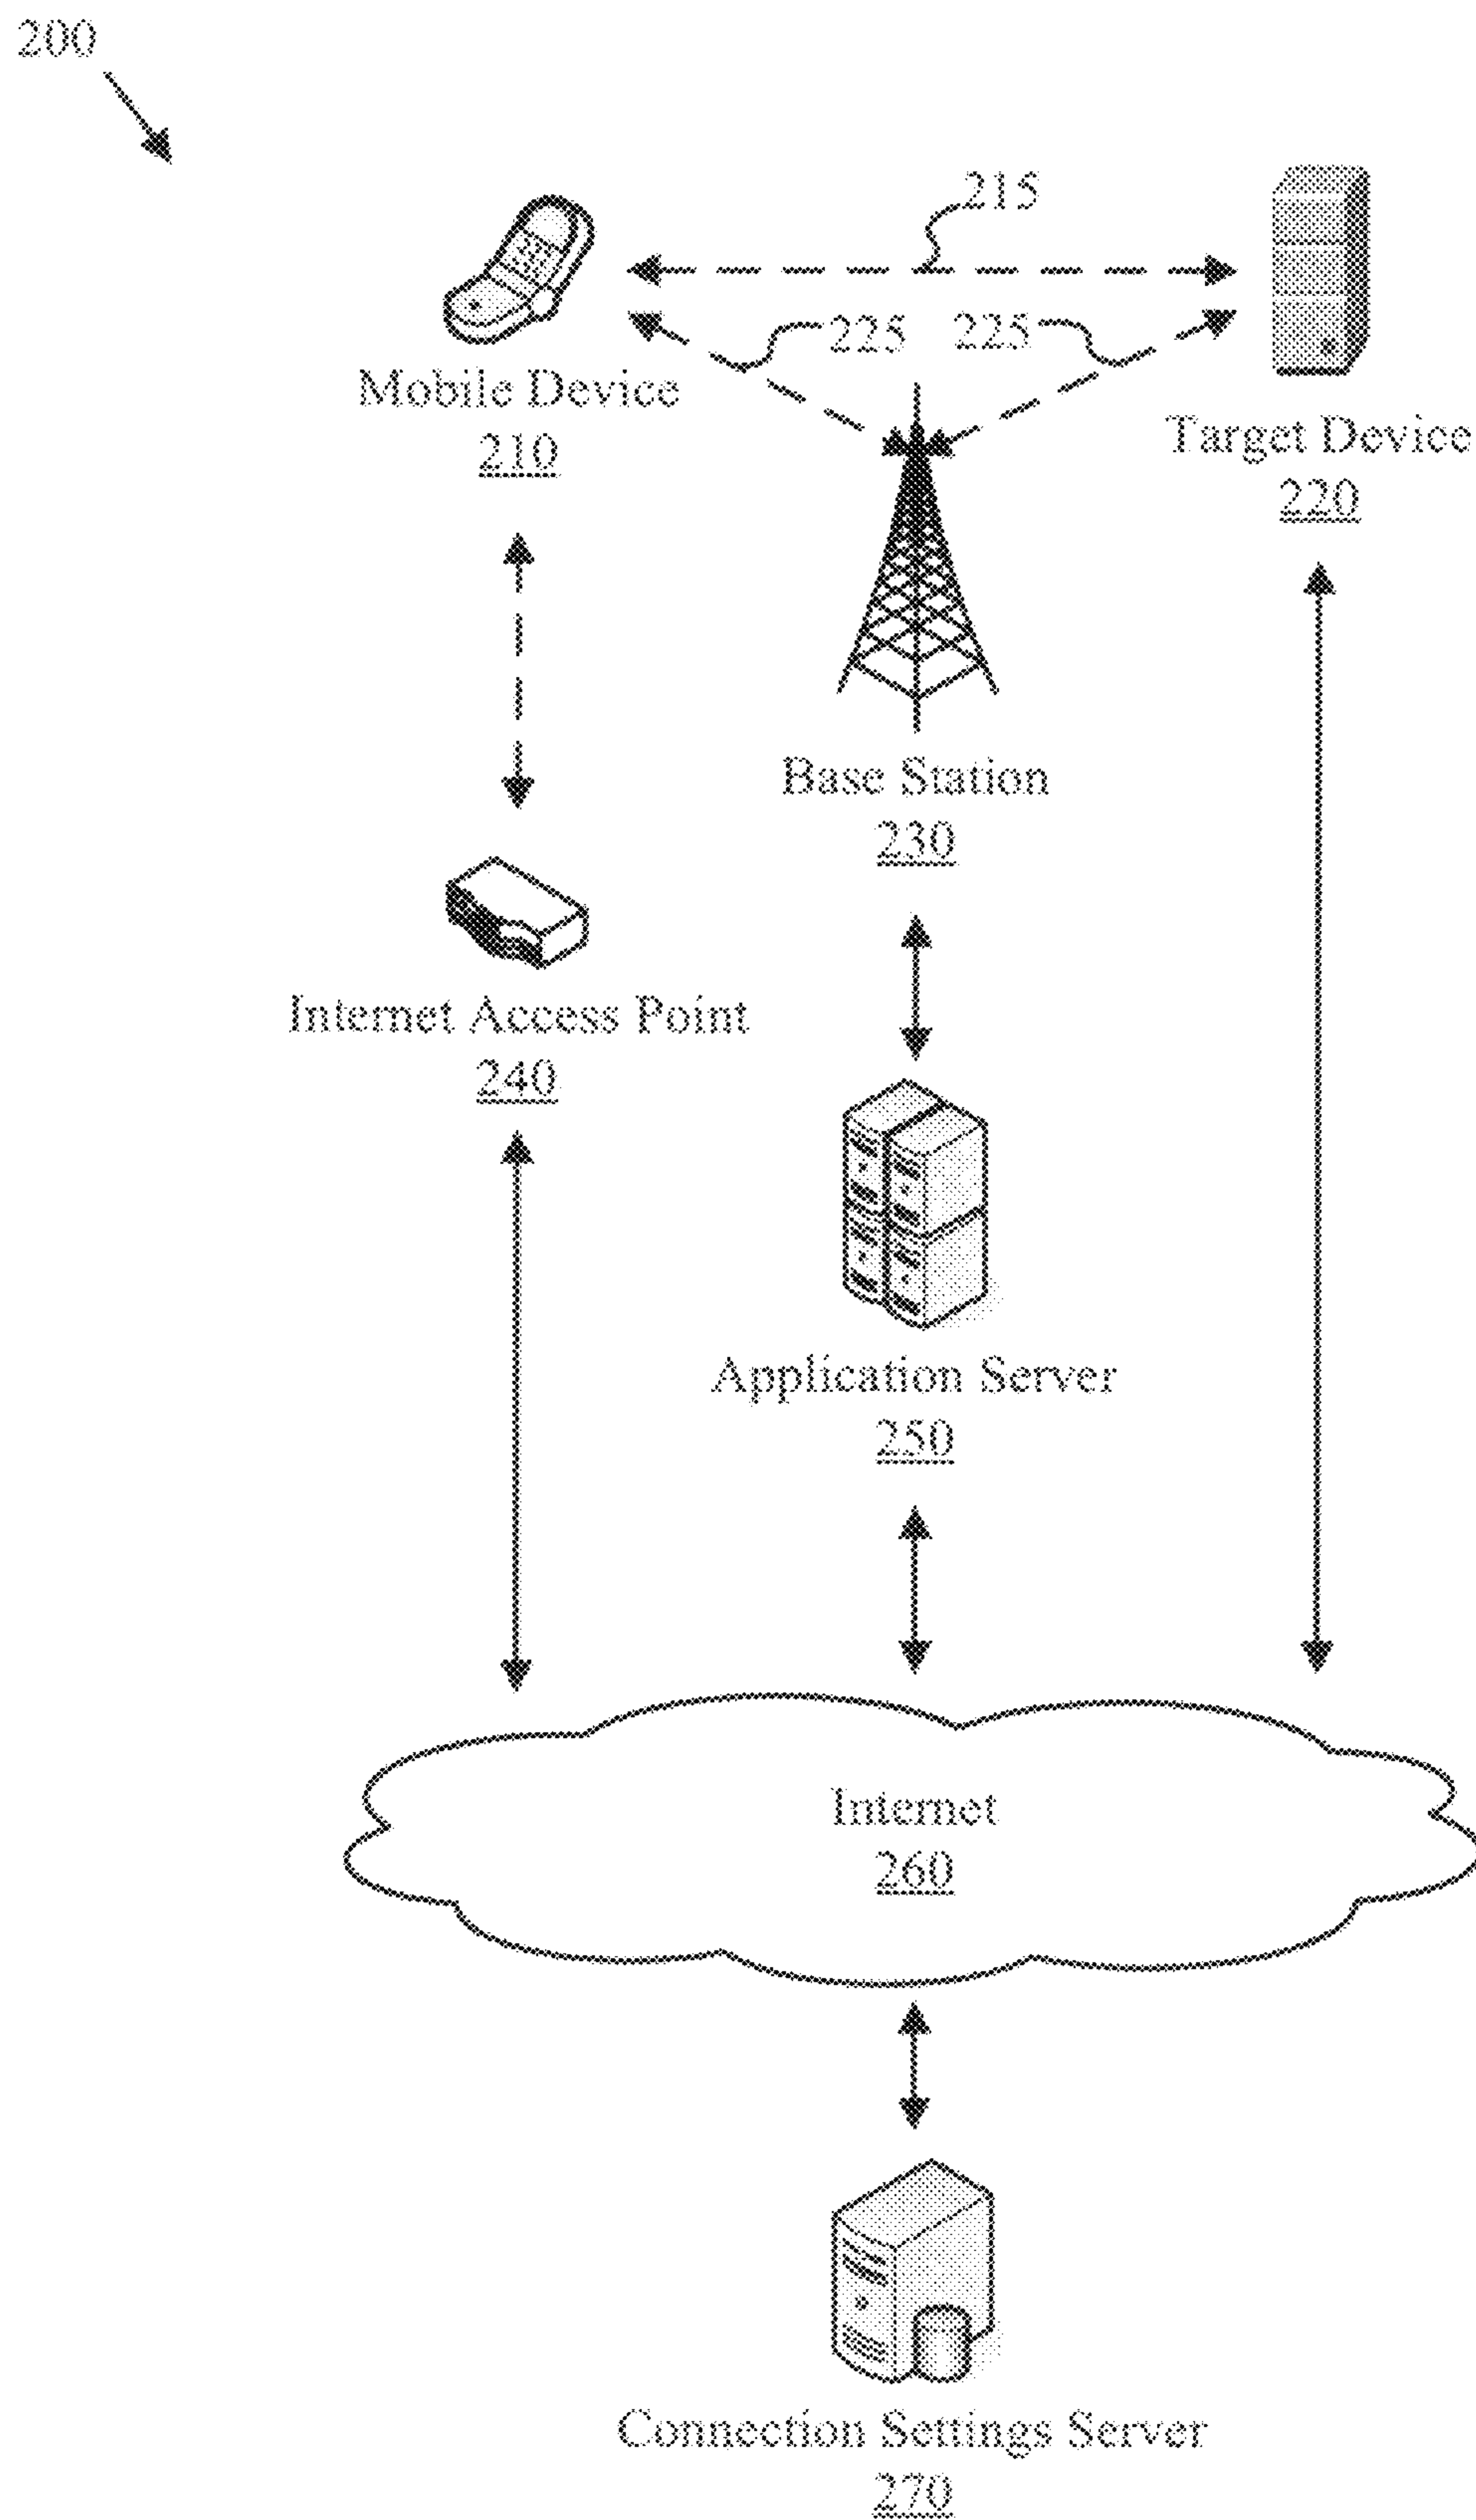 200
215
225
225
Mobile Device
210
Target Device
220
Base Station
230
Internet Access Point
240
Application Server
250
Internet
260
Connection Settings Server
270